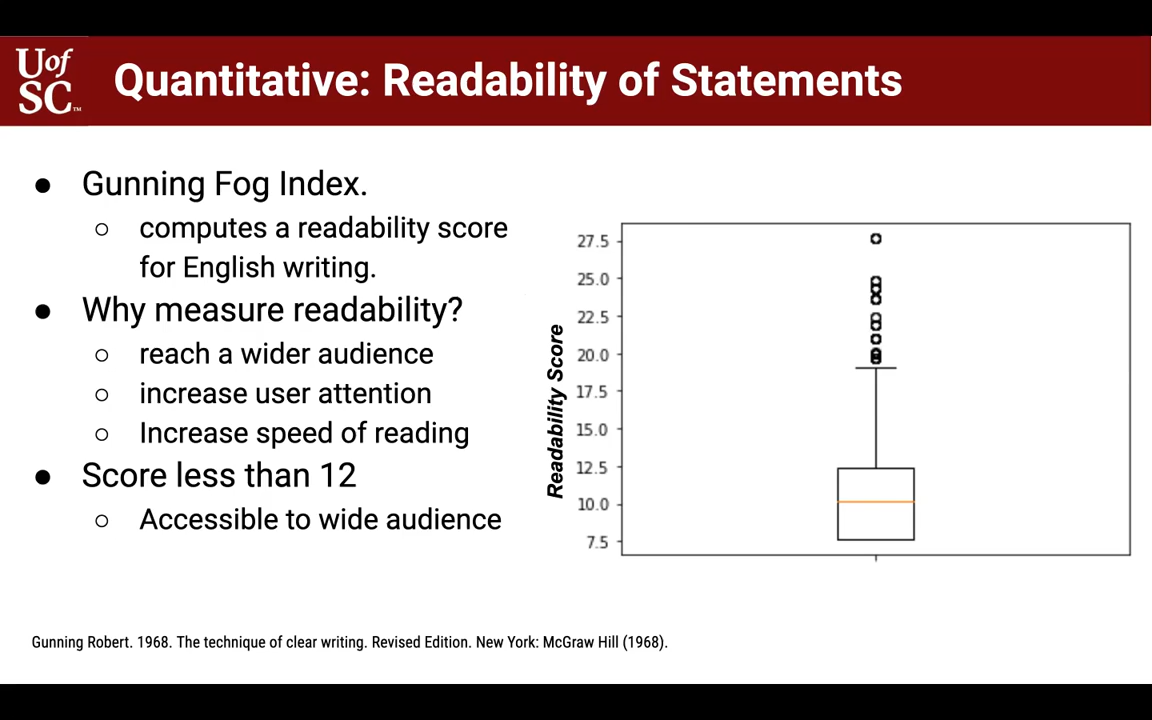 Uof
SC™
Quantitative: Readability of Statements
● Gunning Fog Index.
○ computes a readability score
for English writing.
● Why measure readability?
○ reach a wider audience
○ increase user attention
○ Increase speed of reading
● Score less than 12
○ Accessible to wide audience
Readability Score
27.5
25.0
22.5
20.0
17.5
15.0
12.5
10.0
7.5
Gunning Robert. 1968. The technique of clear writing. Revised Edition. New York: McGraw Hill (1968).